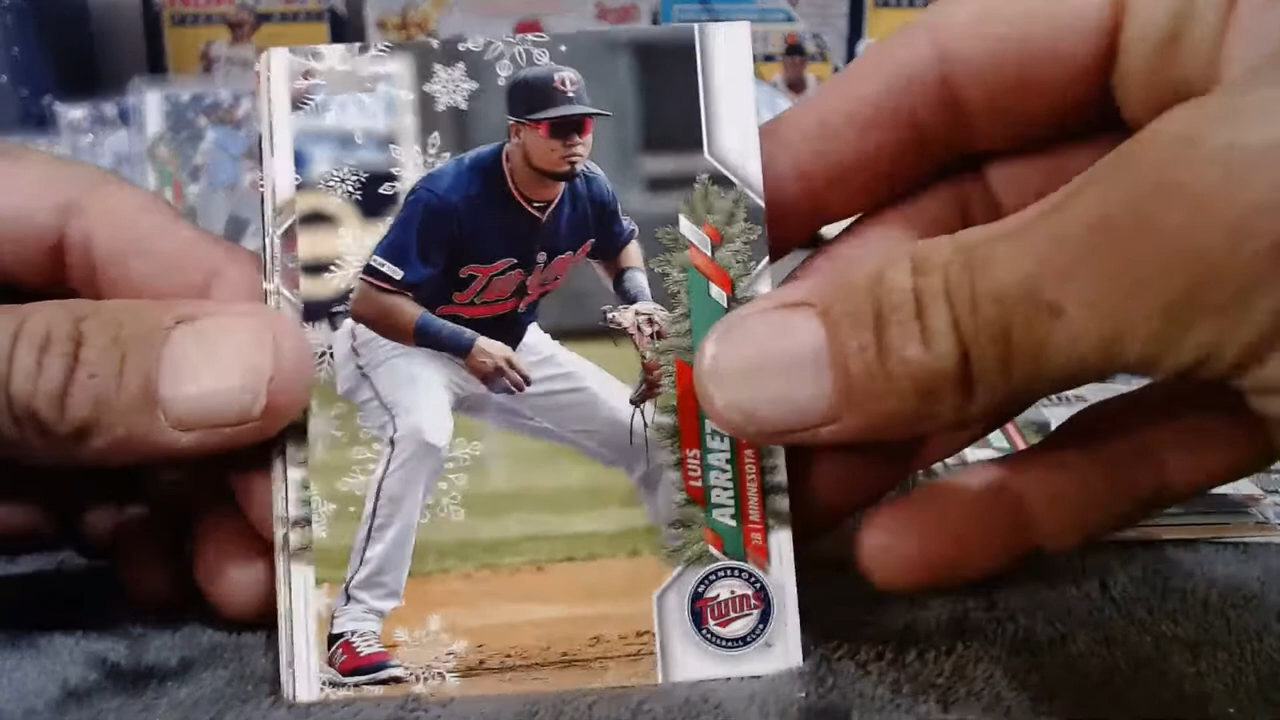 Twins
LUIS
ARRAE
2B | MINNESOTA
MINNESOTA
Twins
BASEBALL CLUB